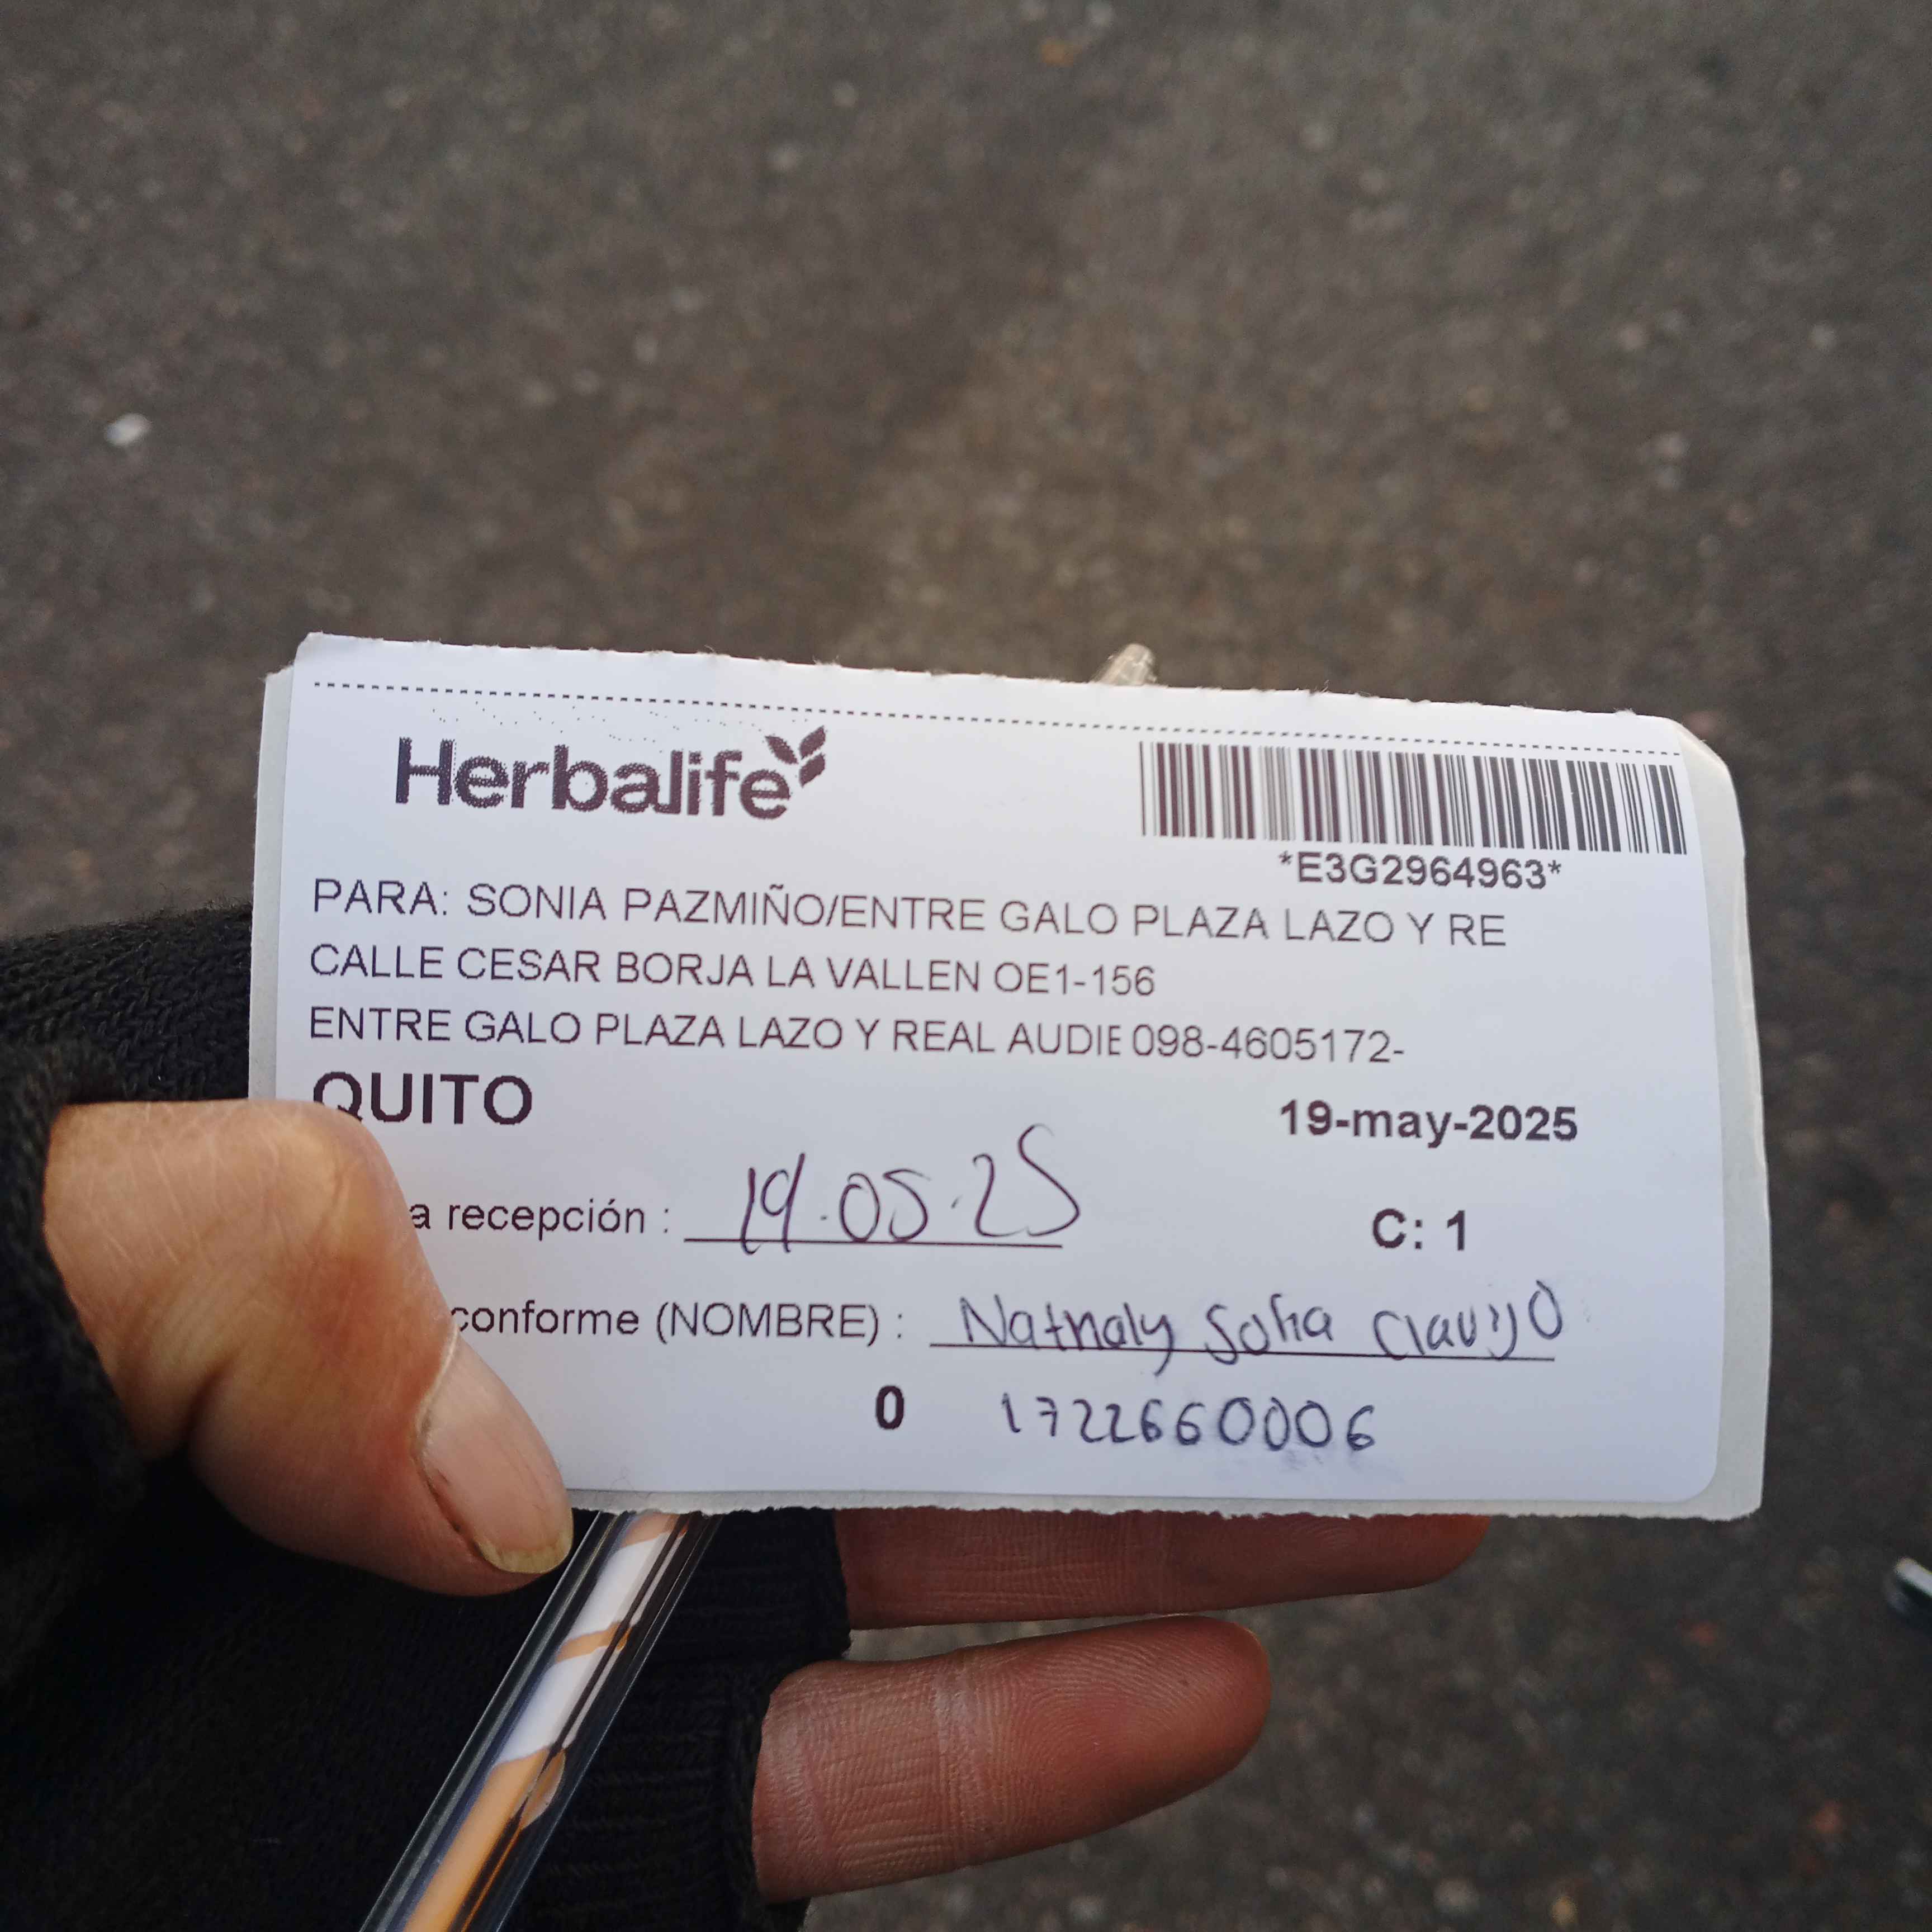 Herbalife
*E3G2964963*
PARA: SONIA PAZMIÑO/ENTRE GALO PLAZA LAZO Y RE
CALLE CESAR BORJA LA VALLEN OE1-156
ENTRE GALO PLAZA LAZO Y REAL AUDIE 098-4605172-
QUITO 19-may-2025
a recepción : 19.05.25 C: 1
conforme (NOMBRE) : Nathaly Sofia Clavijo
0 1722660006